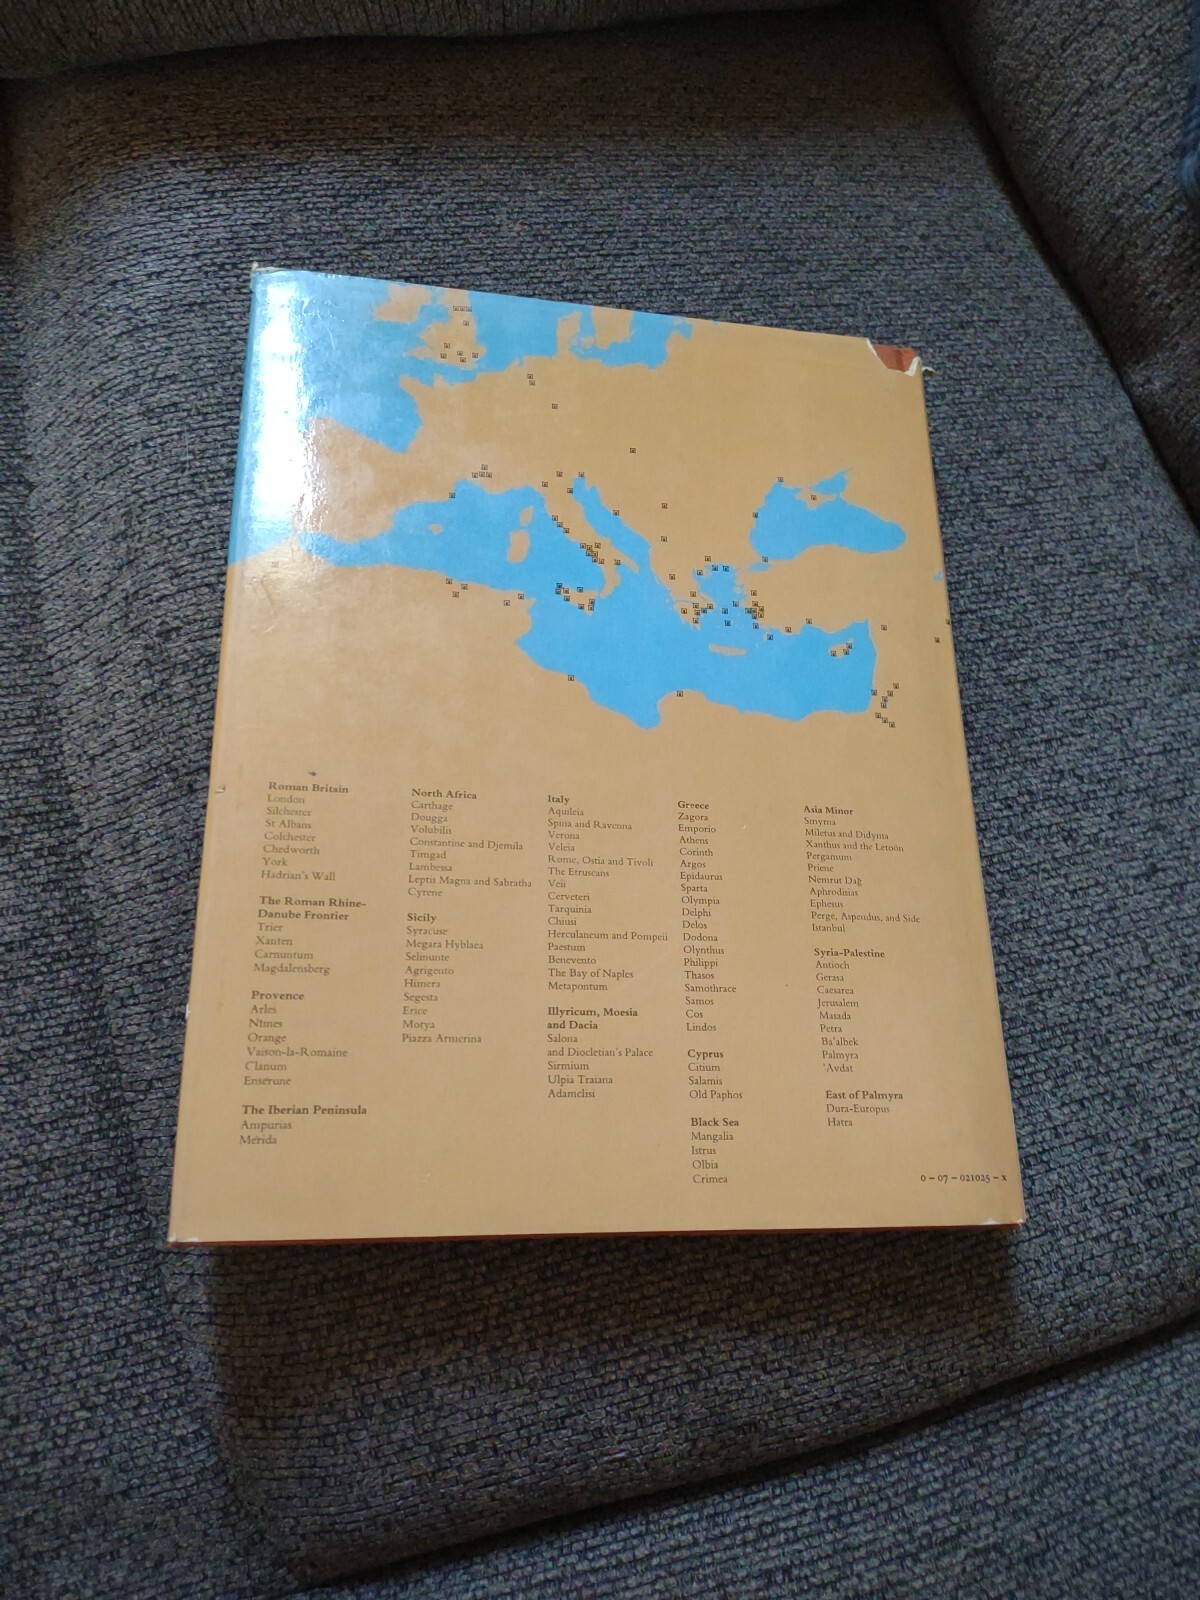 Roman Britain
London
Silchester
St Albans
Colchester
Chedworth
York
Hadrian's Wall
The Roman Rhine-
Danube Frontier
Trier
Xanten
Carnuntum
Magdalensberg
Provence
Arles
Nîmes
Orange
Vaison-la-Romaine
Glanum
Ensérune
The Iberian Peninsula
Ampurias
Mérida
North Africa
Carthage
Dougga
Volubilis
Constantine and Djemila
Timgad
Lambessa
Leptis Magna and Sabratha
Cyrene
Sicily
Syracuse
Megara Hyblaea
Selinunte
Agrigento
Himera
Segesta
Erice
Motya
Piazza Armerina
Italy
Aquileia
Spina and Ravenna
Verona
Veleia
Rome, Ostia and Tivoli
The Etruscans
Veii
Cerveteri
Tarquinia
Chiusi
Herculaneum and Pompeii
Paestum
Benevento
The Bay of Naples
Metapontum
Illyricum, Moesia
and Dacia
Salona
and Diocletian's Palace
Sirmium
Ulpia Traiana
Adamclisi
Greece
Zagora
Emporio
Athens
Corinth
Argos
Epidaurus
Sparta
Olympia
Delphi
Delos
Dodona
Olynthus
Philippi
Thasos
Samothrace
Samos
Cos
Lindos
Cyprus
Citium
Salamis
Old Paphos
Black Sea
Mangalia
Istrus
Olbia
Crimea
Asia Minor
Smyrna
Miletus and Didyma
Xanthus and the Letoön
Pergamum
Priene
Nemrut Dağ
Aphrodisias
Ephesus
Perge, Aspendus, and Side
Istanbul
Syria-Palestine
Antioch
Gerasa
Caesarea
Jerusalem
Masada
Petra
Ba'albek
Palmyra
'Avdat
East of Palmyra
Dura-Europus
Hatra
0 – 07 – 021025 – x